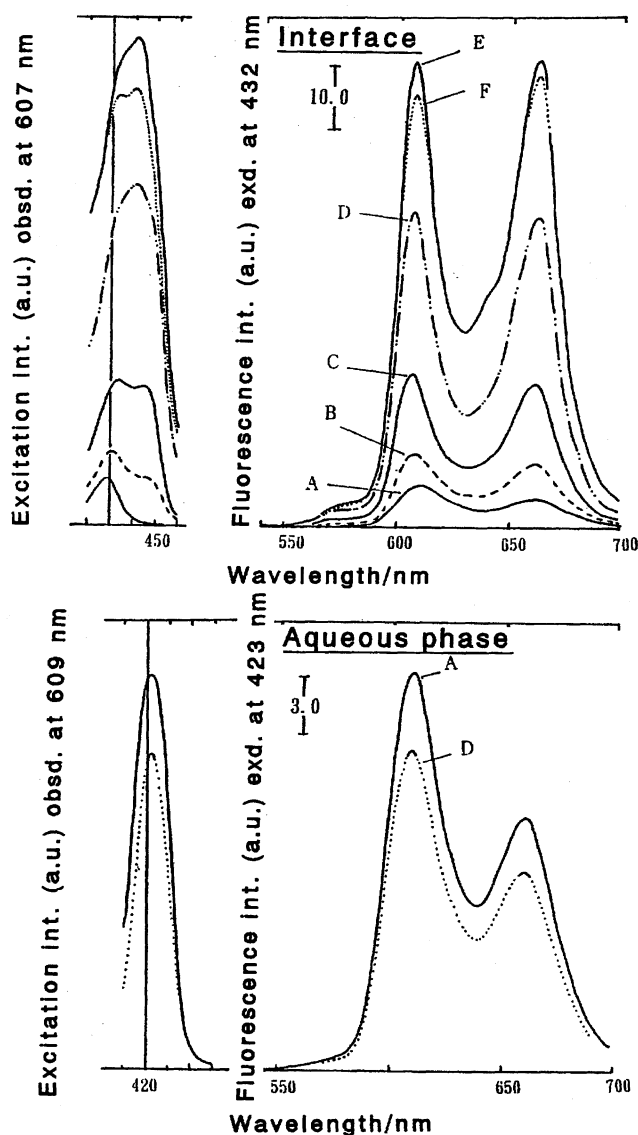 Excitation Int. (a.u.) obsd. at 607 nm
Fluorescence int. (a.u.) exd. at 432 nm
Interface
10.0
E
F
D
C
B
A
450
550
600
650
700
Wavelength/nm
Excitation int. (a.u.) obsd. at 609 nm
Fluorescence int. (a.u.) exd. at 423 nm
Aqueous phase
3.0
A
D
420
550
600
650
700
Wavelength/nm